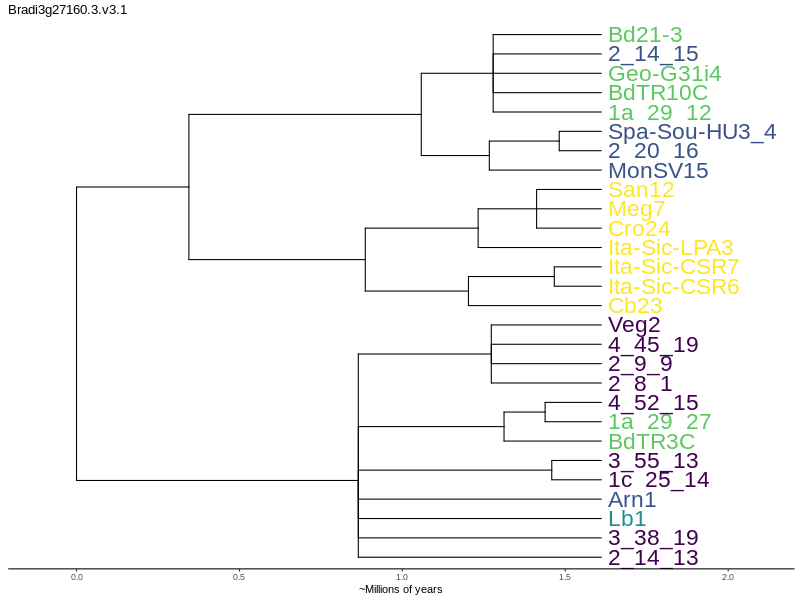 Bradi3g27160.3.v3.1
Bd21-3
2_14_15
Geo-G31i4
BdTR10C
1a_29_12
Spa-Sou-HU3_4
2_20_16
MonSV15
San12
Meg7
Cro24
Ita-Sic-LPA3
Ita-Sic-CSR7
Ita-Sic-CSR6
Cb23
Veg2
4_45_19
2_9_9
2_8_1
4_52_15
1a_29_27
BdTR3C
3_55_13
1c_25_14
Arn1
Lb1
3_38_19
2_14_13
0.0 0.5 1.0 1.5 2.0
~Millions of years